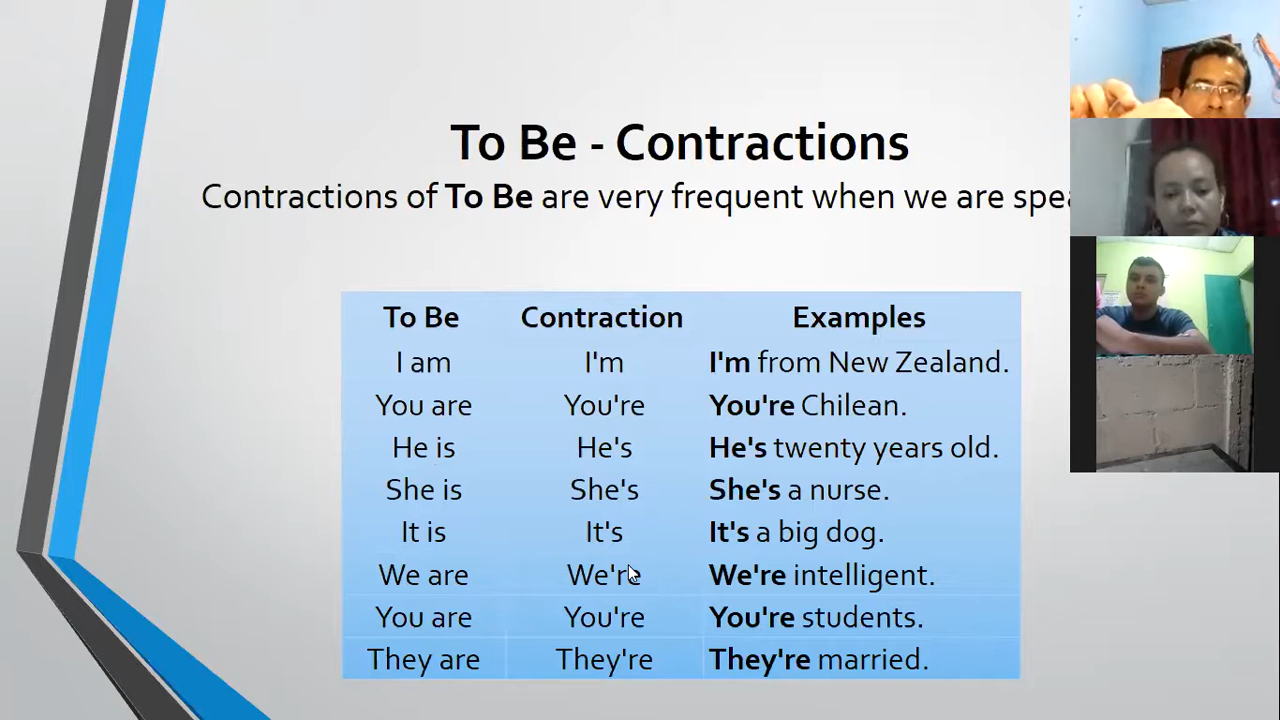 To Be - Contractions
Contractions of To Be are very frequent when we are
To Be Contraction Examples
I am I'm I'm from New Zealand.
You are You're You're Chilean.
He is He's He's twenty years old.
She is She's She's a nurse.
It is It's It's a big dog.
We are We're We're intelligent.
You are You're You're students.
They are They're They're married.